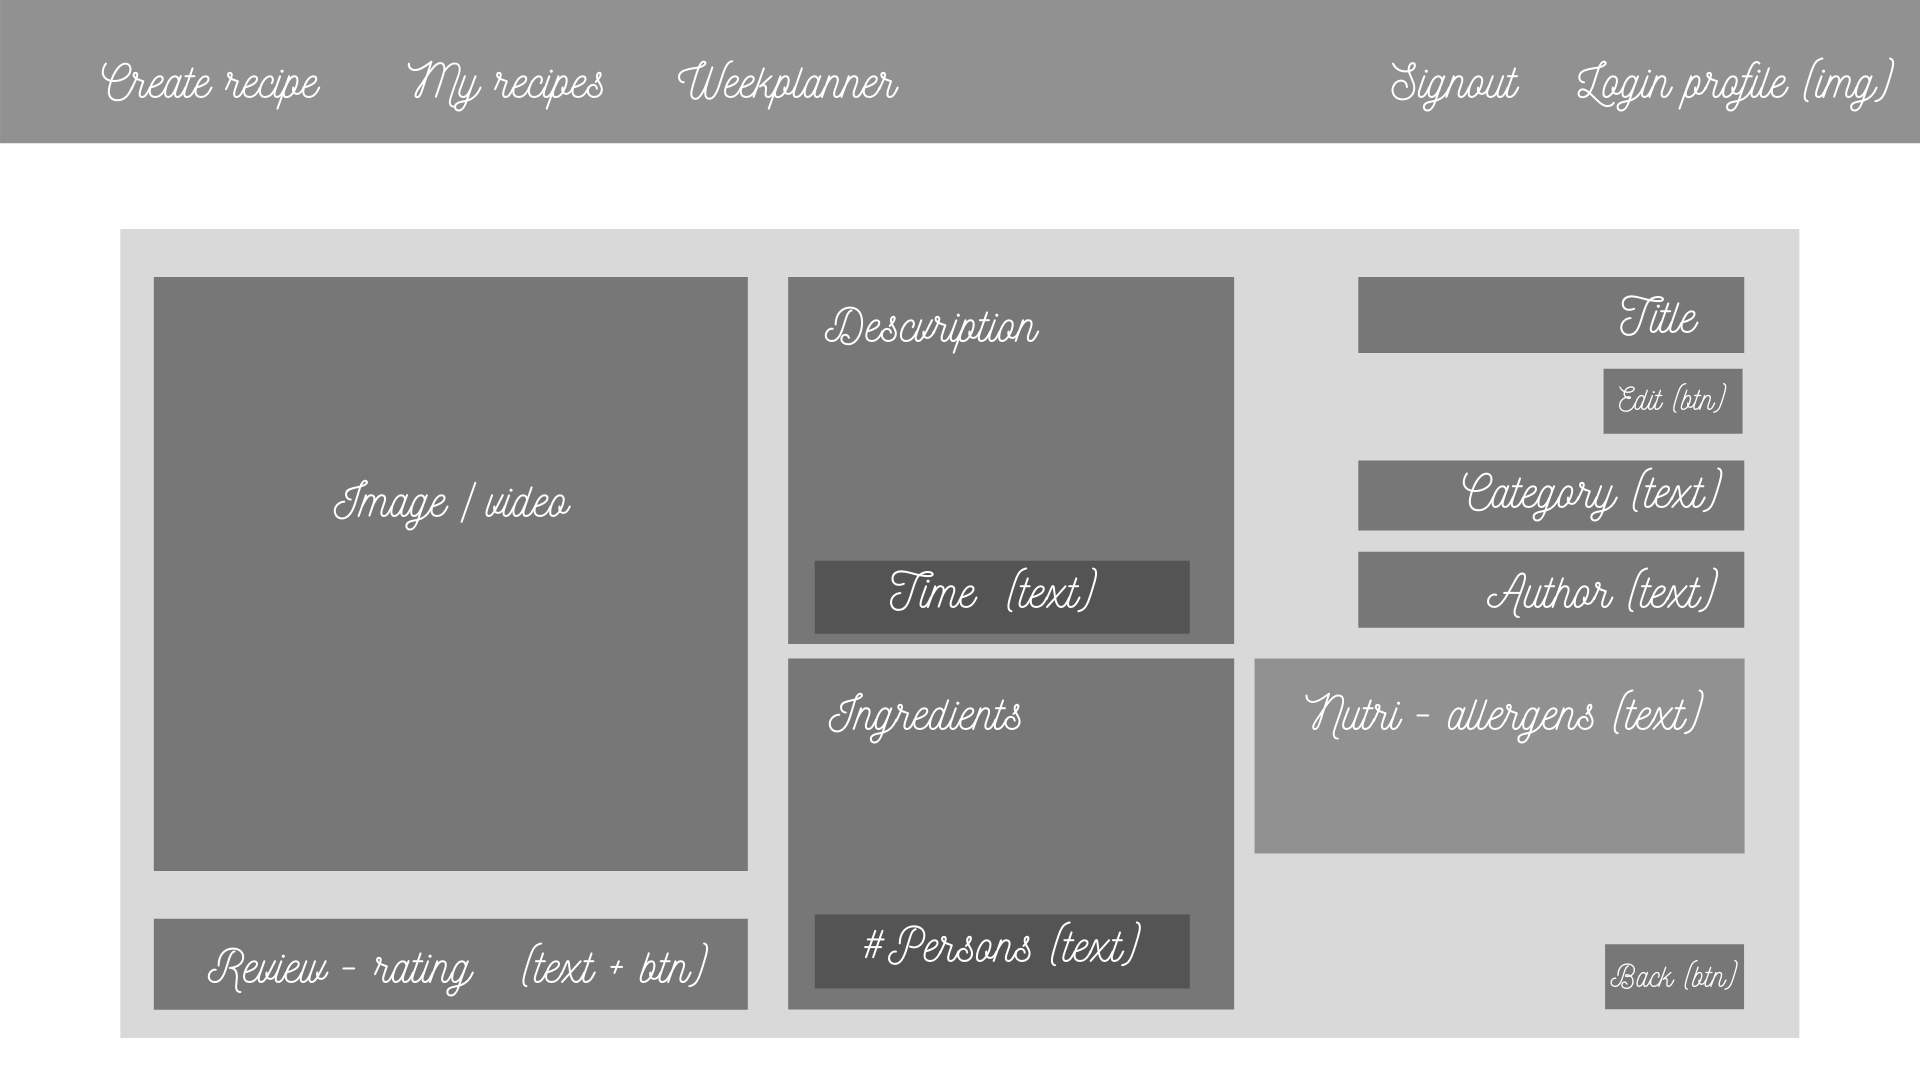 Create recipe My recipes Weekplanner Signout Login profile (img)
Image / video
Review - rating (text + btn)
Description
Time (text)
Ingredients
#Persons (text)
Title
Edit (btn)
Category (text)
Author (text)
Nutri - allergens (text)
Back (btn)